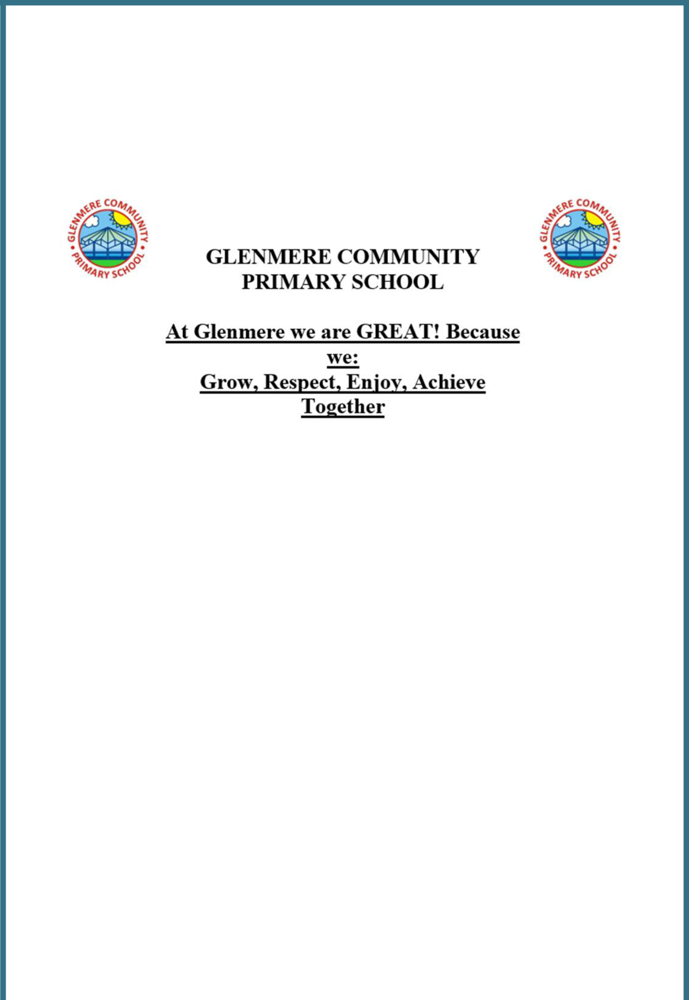 GLENMERE COMMUNITY
PRIMARY SCHOOL
GLENMERE COMMUNITY
• PRIMARY SCHOOL •
GLENMERE COMMUNITY
• PRIMARY SCHOOL •
At Glenmere we are GREAT! Because
we:
Grow, Respect, Enjoy, Achieve
Together